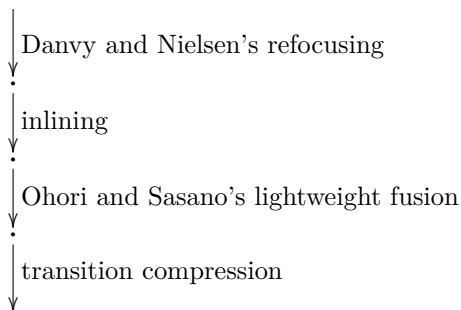 Danvy and Nielsen's refocusing
inlining
Ohori and Sasano's lightweight fusion
transition compression